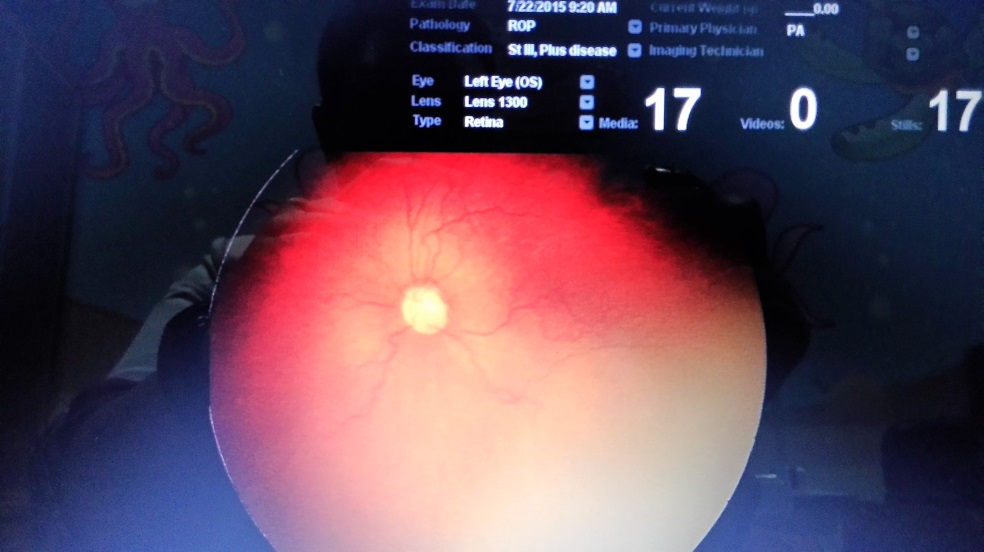 Exam Date 7/22/2015 9:20 AM Current Weight ____0.00
Pathology ROP Primary Physician PA
Classification St III, Plus disease Imaging Technician
Eye Left Eye (OS)
Lens Lens 1300
Type Retina Media: 17 Videos: 0 Stills: 17